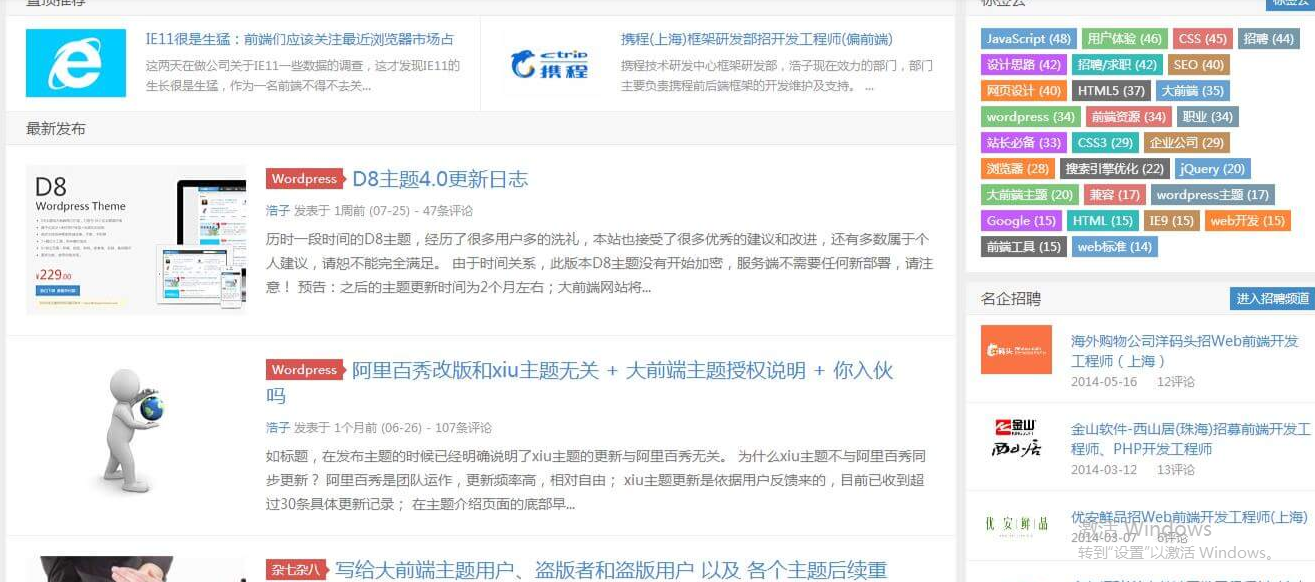 置顶推荐
IE11很是生猛：前端们应该关注最近浏览器市场占
这两天在做公司关于IE11一些数据的调查，这才发现IE11的
生长很是生猛，作为一名前端不得不去关...
ctrip
携程
携程(上海)框架研发部招开发工程师(偏前端)
携程技术研发中心框架研发部，浩子现在效力的部门，部门
主要负责携程前后端框架的开发维护及支持。 ...
最新发布
D8
Wordpress Theme
¥229.00
Wordpress D8主题4.0更新日志
浩子 发表于 1周前 (07-25) - 47条评论
历时一段时间的D8主题，经历了很多用户多的洗礼，本站也接受了很多优秀的建议和改进，还有多数属于个
人建议，请恕不能完全满足。 由于时间关系，此版本D8主题没有开始加密，服务端不需要任何新部署，请注
意！ 预告：之后的主题更新时间为2个月左右；大前端网站将...
Wordpress 阿里百秀改版和xiu主题无关 + 大前端主题授权说明 + 你入伙
吗
浩子 发表于 1个月前 (06-26) - 107条评论
如标题，在发布主题的时候已经明确说明了xiu主题的更新与阿里百秀无关。 为什么xiu主题不与阿里百秀同
步更新？ 阿里百秀是团队运作，更新频率高，相对自由； xiu主题更新是依据用户反馈来的，目前已收到超
过30条具体更新记录； 在主题介绍页面的底部早...
杂七杂八 写给大前端主题用户、盗版者和盗版用户 以及 各个主题后续重
标签云 标签云
JavaScript (48) 用户体验 (46) CSS (45) 招聘 (44)
设计思路 (42) 招聘/求职 (42) SEO (40)
网页设计 (40) HTML5 (37) 大前端 (35)
wordpress (34) 前端资源 (34) 职业 (34)
站长必备 (33) CSS3 (29) 企业公司 (29)
浏览器 (28) 搜索引擎优化 (22) jQuery (20)
大前端主题 (20) 兼容 (17) wordpress主题 (17)
Google (15) HTML (15) IE9 (15) web开发 (15)
前端工具 (15) web标准 (14)
名企招聘 进入招聘频道
海外购物公司洋码头招Web前端开发
工程师（上海）
2014-05-16 12评论
金山
西山居
金山软件-西山居(珠海)招募前端开发工
程师、PHP开发工程师
2014-03-12 13评论
优安鲜品
优安鲜品招Web前端开发工程师(上海)
2014-03-07 6评论
激活 Windows
转到“设置”以激活 Windows。